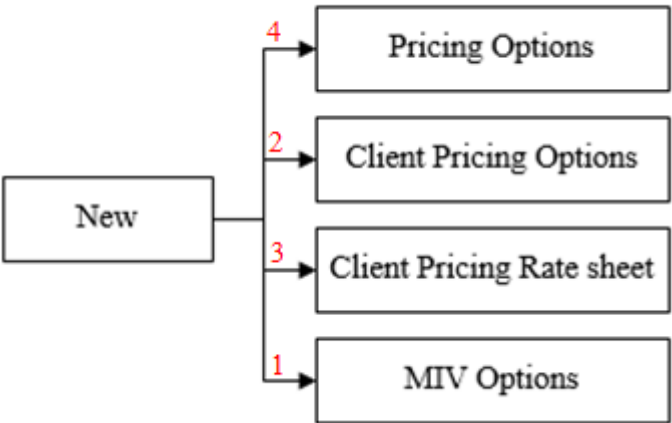 4
Pricing Options
2
Client Pricing Options
New
3
Client Pricing Rate sheet
1
MIV Options